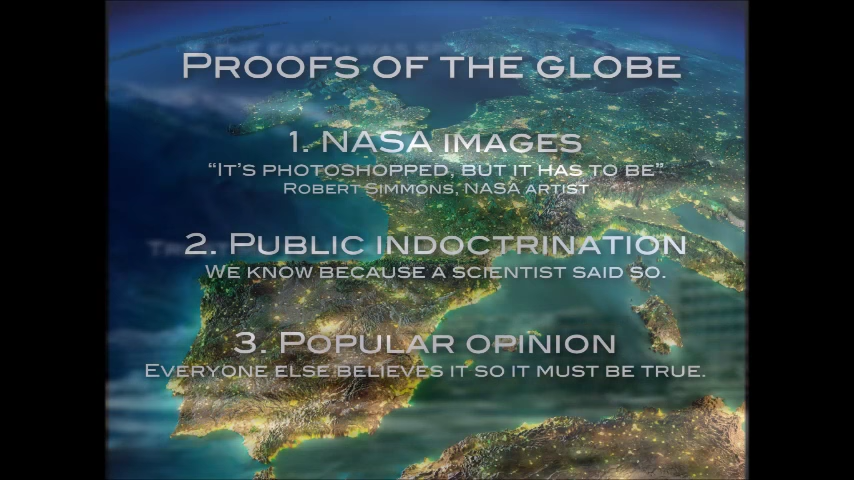 Proofs of the globe
1. NASA images
"It's photoshopped, but it has to be"
Robert Simmons, NASA artist
2. Public indoctrination
We know because a scientist said so.
3. Popular opinion
Everyone else believes it so it must be true.